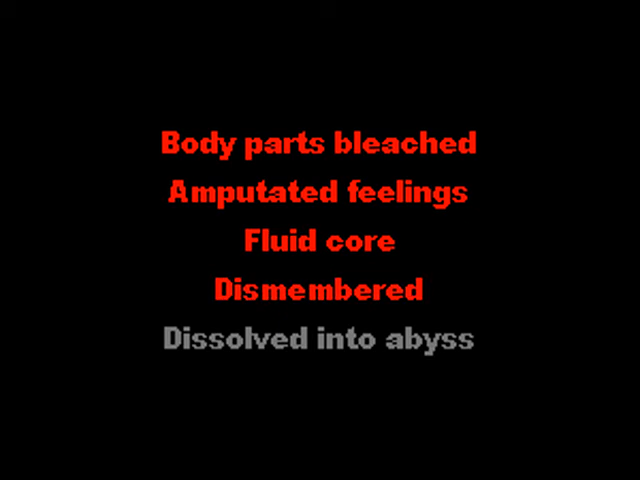 Body parts bleached
Amputated feelings
Fluid core
Dismembered
Dissolved into abyss